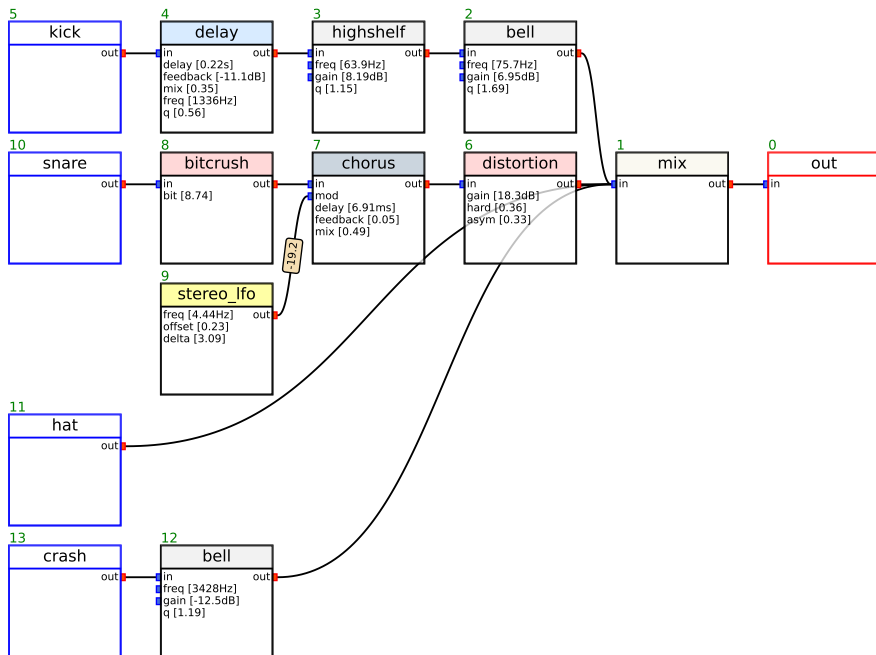 5
kick
out
4
delay
in
out
delay [0.22s]
feedback [-11.1dB]
mix [0.35]
freq [1336Hz]
q [0.56]
3
highshelf
in
out
freq [63.9Hz]
gain [8.19dB]
q [1.15]
2
bell
in
out
freq [75.7Hz]
gain [6.95dB]
q [1.69]
10
snare
out
8
bitcrush
in
out
bit [8.74]
7
chorus
in
out
mod
delay [6.91ms]
feedback [0.05]
mix [0.49]
6
distortion
in
out
gain [18.3dB]
hard [0.36]
asym [0.33]
1
mix
in
out
0
out
in
-19.2
9
stereo_lfo
freq [4.44Hz]
out
offset [0.23]
delta [3.09]
11
hat
out
13
crash
out
12
bell
in
out
freq [3428Hz]
gain [-12.5dB]
q [1.19]